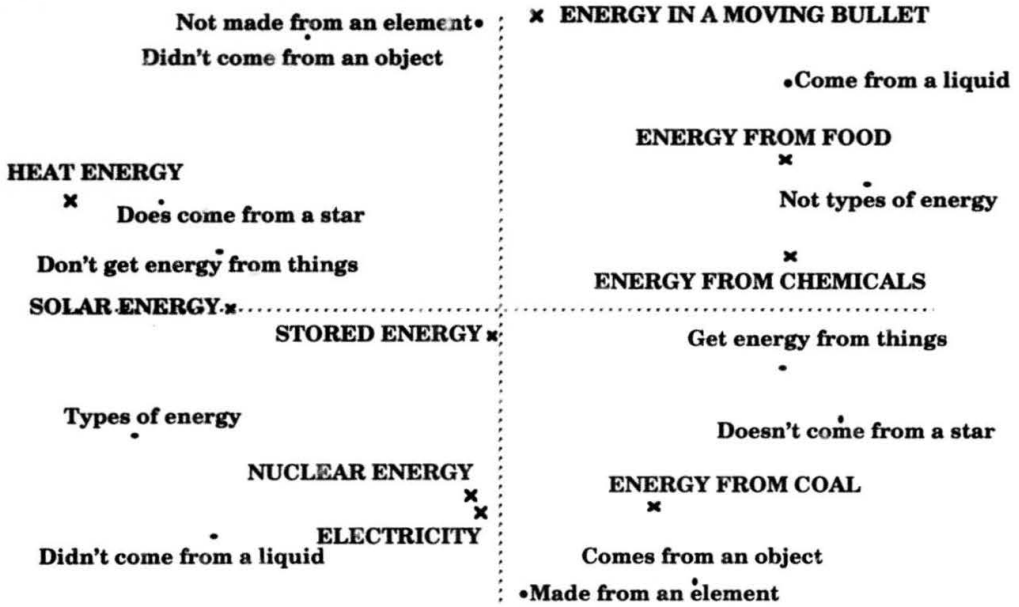 Not made from an element
ENERGY IN A MOVING BULLET
Didn't come from an object
Come from a liquid
ENERGY FROM FOOD
HEAT ENERGY
Not types of energy
Does come from a star
Don't get energy from things
ENERGY FROM CHEMICALS
SOLAR ENERGY
STORED ENERGY
Get energy from things
Types of energy
Doesn't come from a star
NUCLEAR ENERGY
ENERGY FROM COAL
ELECTRICITY
Didn't come from a liquid
Comes from an object
Made from an element